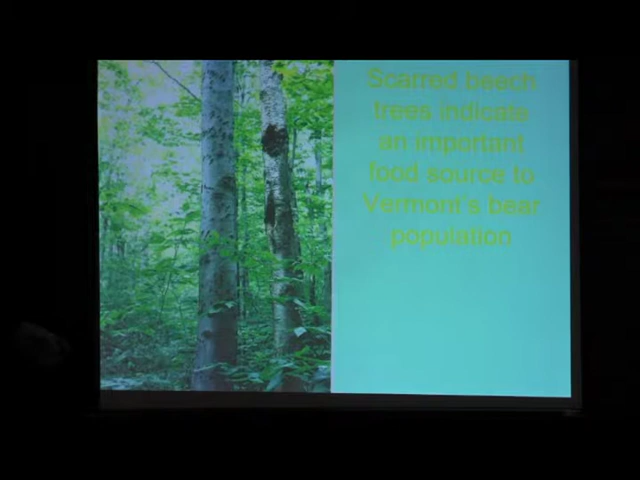 Scarred beech
trees indicate
an important
food source to
Vermont's bear
population